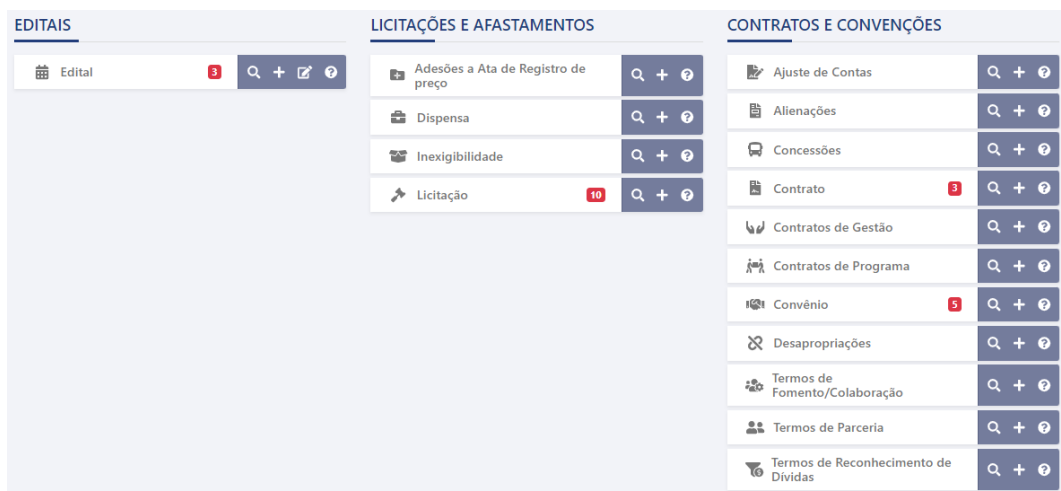 EDITAIS
Edital 3
LICITAÇÕES E AFASTAMENTOS
Adesões a Ata de Registro de
preço
Dispensa
Inexigibilidade
Licitação 10
CONTRATOS E CONVENÇÕES
Ajuste de Contas
Alienações
Concessões
Contrato 3
Contratos de Gestão
Contratos de Programa
Convênio 5
Desapropriações
Termos de
Fomento/Colaboração
Termos de Parceria
Termos de Reconhecimento de
Dívidas